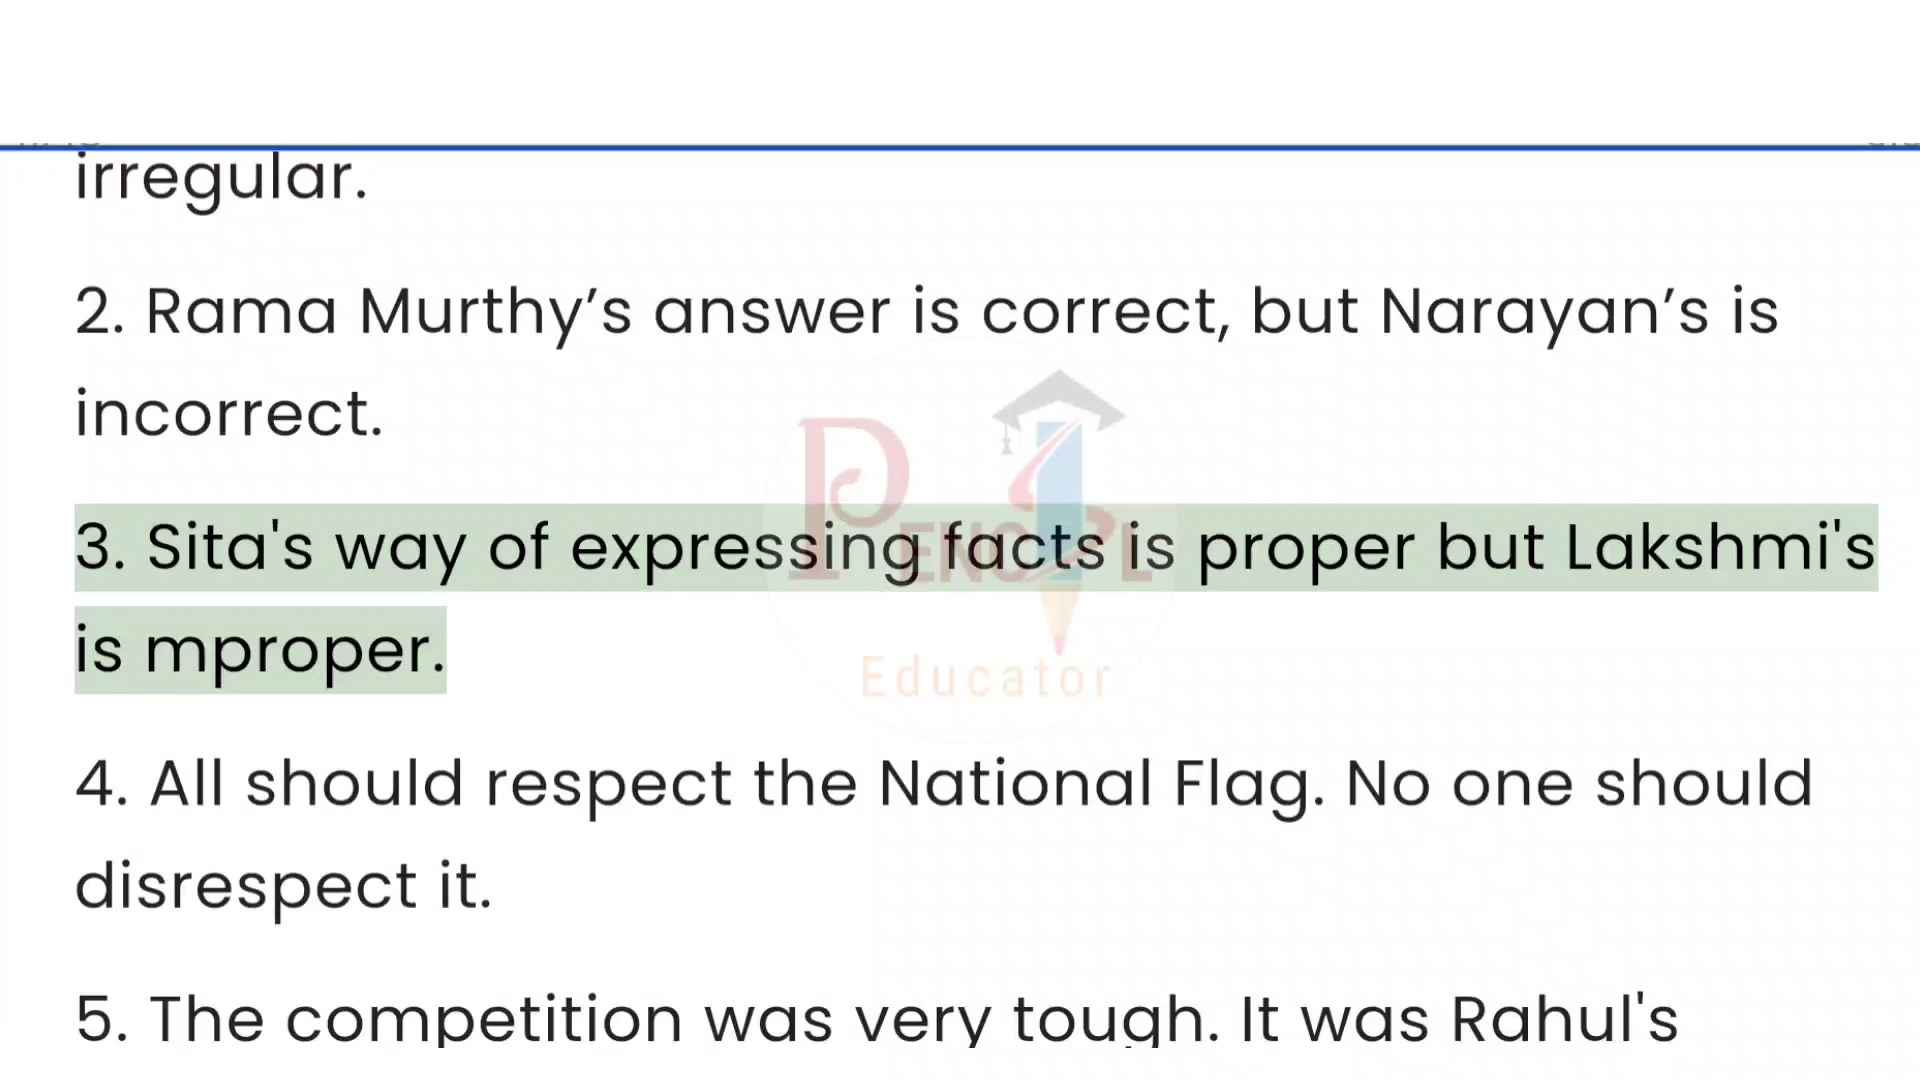 irregular.
2. Rama Murthy’s answer is correct, but Narayan’s is
incorrect.
3. Sita's way of expressing facts is proper but Lakshmi's
is mproper.
PENCIL
Educator
4. All should respect the National Flag. No one should
disrespect it.
5. The competition was very tough. It was Rahul's